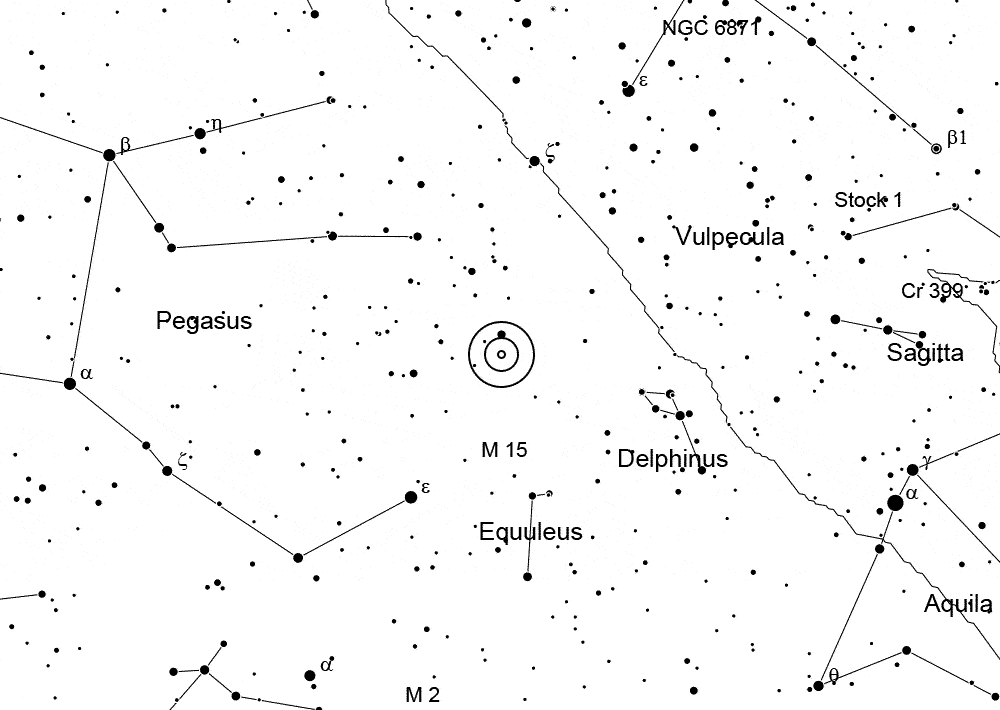 NGC 6871
ε
η
β1
β
ζ
Stock 1
Vulpecula
Cr 399
Pegasus
Sagitta
α
M 15
Delphinus
γ
ζ
ε
α
Equuleus
Aquila
α
θ
M 2